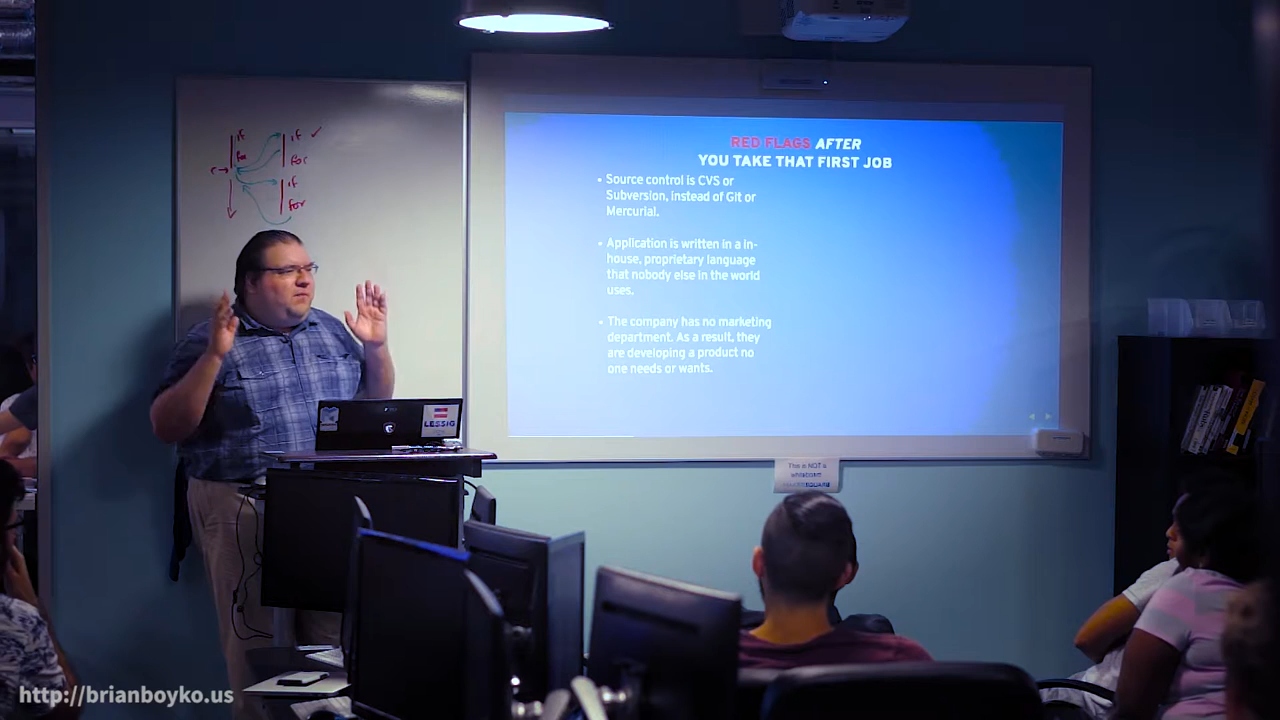 RED FLAGS AFTER
YOU TAKE THAT FIRST JOB
• Source control is CVS or
Subversion, instead of Git or
Mercurial.
• Application is written in a in-
house, proprietary language
that nobody else in the world
uses.
• The company has no marketing
department. As a result, they
are developing a product no
one needs or wants.
if
for
if ✓
for
if
for
LESSIG
This is NOT a
whiteboard
http://brianboyko.us